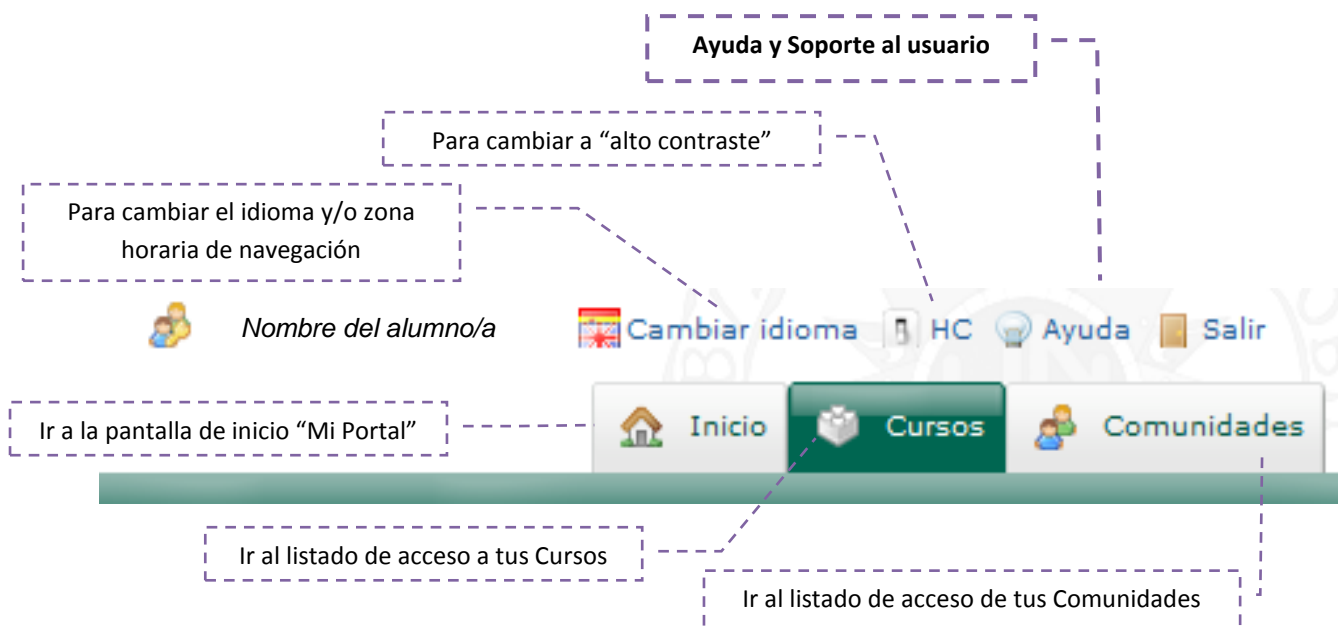 Ayuda y Soporte al usuario
Para cambiar a “alto contraste”
Para cambiar el idioma y/o zona
horaria de navegación
Nombre del alumno/a
Cambiar idioma HC Ayuda Salir
Ir a la pantalla de inicio “Mi Portal”
Inicio Cursos Comunidades
Ir al listado de acceso a tus Cursos
Ir al listado de acceso de tus Comunidades